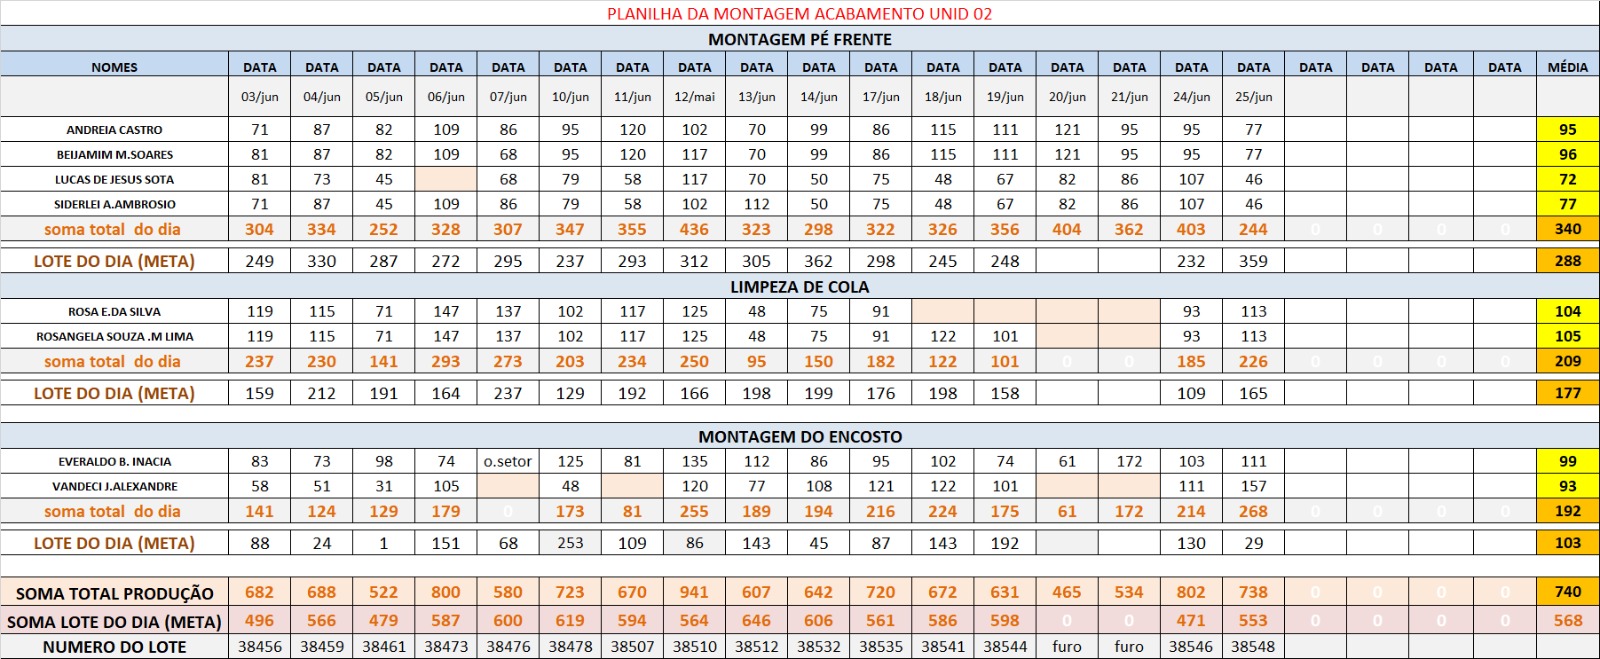 PLANILHA DA MONTAGEM ACABAMENTO UNID 02
MONTAGEM PÉ FRENTE
NOMES DATA DATA DATA DATA DATA DATA DATA DATA DATA DATA DATA DATA DATA DATA DATA DATA DATA DATA DATA DATA DATA MÉDIA
03/jun 04/jun 05/jun 06/jun 07/jun 10/jun 11/jun 12/mai 13/jun 14/jun 17/jun 18/jun 19/jun 20/jun 21/jun 24/jun 25/jun
ANDREIA CASTRO 71 87 82 109 86 95 120 102 70 99 86 115 111 121 95 95 77 95
BEIJAMIM M.SOARES 81 87 82 109 68 95 120 117 70 99 86 115 111 121 95 95 77 96
LUCAS DE JESUS SOTA 81 73 45 68 79 58 117 70 50 75 48 67 82 86 107 46 72
SIDERLEI A.AMBROSIO 71 87 45 109 86 79 58 102 112 50 75 48 67 82 86 107 46 77
soma total do dia 304 334 252 328 307 347 355 436 323 298 322 326 356 404 362 403 244 0 0 0 0 340
LOTE DO DIA (META) 249 330 287 272 295 237 293 312 305 362 298 245 248 232 359 288
LIMPEZA DE COLA
ROSA E.DA SILVA 119 115 71 147 137 102 117 125 48 75 91 93 113 104
ROSANGELA SOUZA .M LIMA 119 115 71 147 137 102 117 125 48 75 91 122 101 93 113 105
soma total do dia 237 230 141 293 273 203 234 250 95 150 182 122 101 0 0 185 226 0 0 0 0 209
LOTE DO DIA (META) 159 212 191 164 237 129 192 166 198 199 176 198 158 109 165 177
MONTAGEM DO ENCOSTO
EVERALDO B. INACIA 83 73 98 74 o.setor 125 81 135 112 86 95 102 74 61 172 103 111 99
VANDECI J.ALEXANDRE 58 51 31 105 48 120 77 108 121 122 101 111 157 93
soma total do dia 141 124 129 179 0 173 81 255 189 194 216 224 175 61 172 214 268 0 0 0 0 192
LOTE DO DIA (META) 88 24 1 151 68 253 109 86 143 45 87 143 192 130 29 103
SOMA TOTAL PRODUÇÃO 682 688 522 800 580 723 670 941 607 642 720 672 631 465 534 802 738 0 0 0 0 740
SOMA LOTE DO DIA (META) 496 566 479 587 600 619 594 564 646 606 561 586 598 0 0 471 553 0 0 0 0 568
NUMERO DO LOTE 38456 38459 38461 38473 38476 38478 38507 38510 38512 38532 38535 38541 38544 furo furo 38546 38548